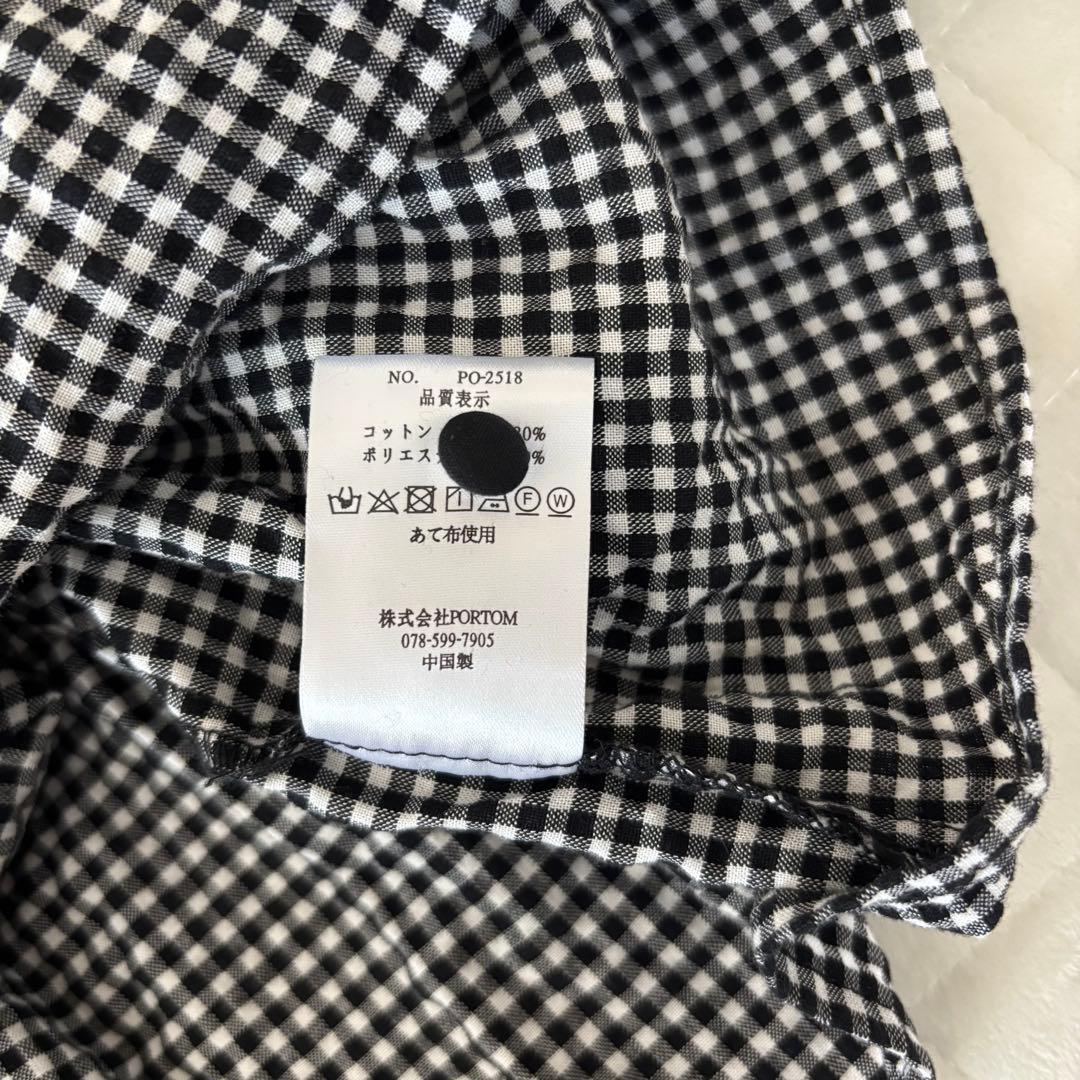 NO. PO-2518
品質表示
コットン 80%
ポリエス %
F W
あて布使用
株式会社PORTOM
078-599-7905
中国製